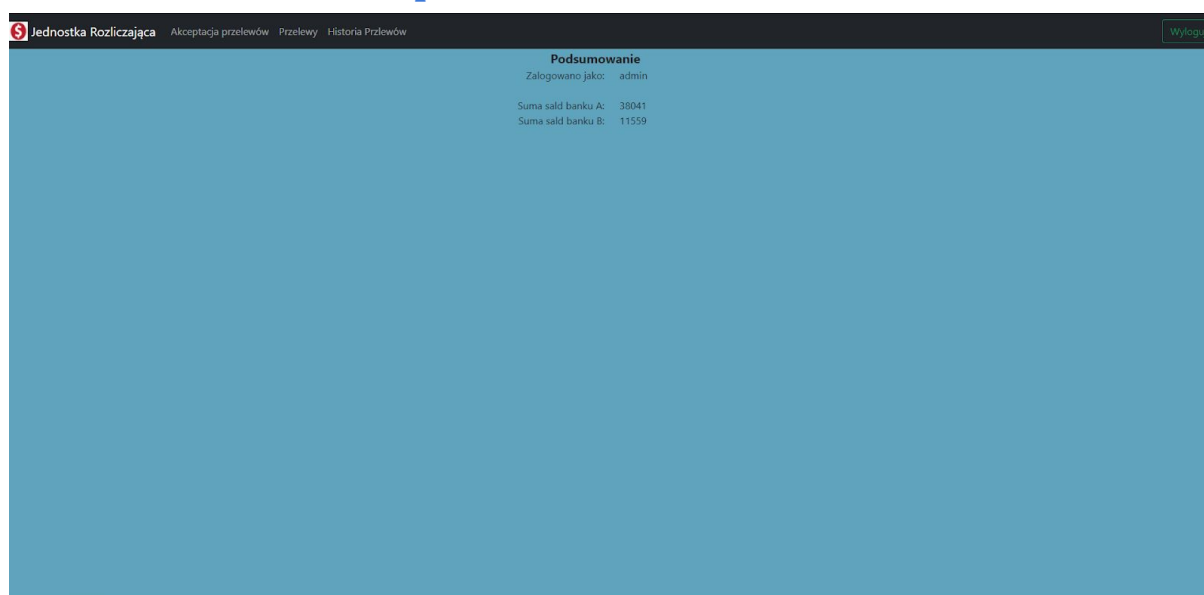 Jednostka Rozliczająca Akceptacja przelewów Przelewy Historia Przlewów Wylogu
Podsumowanie
Zalogowano jako: admin
Suma sald banku A: 38041
Suma sald banku B: 11559